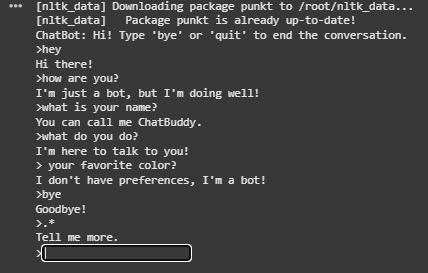 [nltk_data] Downloading package punkt to /root/nltk_data...
[nltk_data]   Package punkt is already up-to-date!
ChatBot: Hi! Type 'bye' or 'quit' to end the conversation.
>hey
Hi there!
>how are you?
I'm just a bot, but I'm doing well!
>what is your name?
You can call me ChatBuddy.
>what do you do?
I'm here to talk to you!
> your favorite color?
I don't have preferences, I'm a bot!
>bye
Goodbye!
>.*
Tell me more.
>